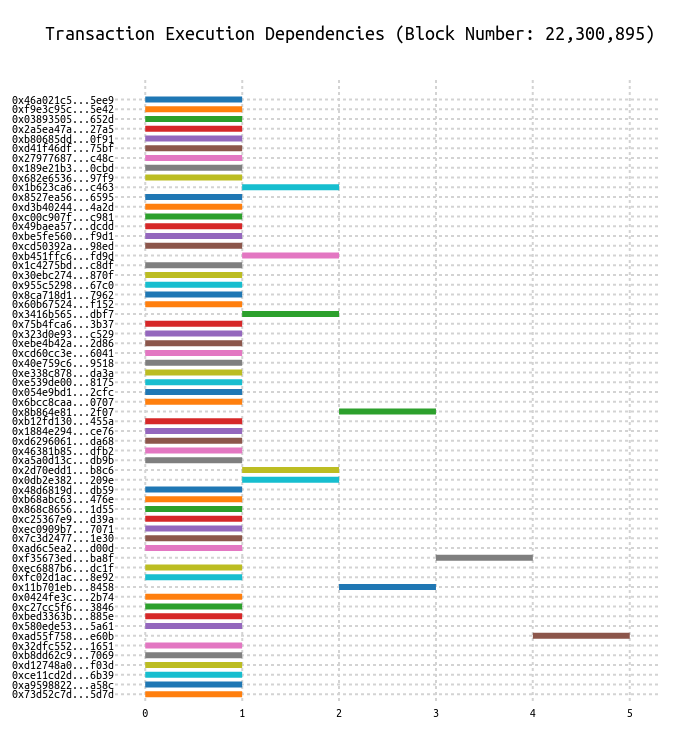 Transaction Execution Dependencies (Block Number: 22,300,895)
0x46a021c5...5ee9
0xf9e3c95c...5e42
0x03893505...652d
0x2a5ea47a...27a5
0xb80685dd...0f91
0xd41f46df...75bf
0x27977687...c48c
0x189e21b3...0cbd
0x682e6536...97f9
0x1b623ca6...c463
0x8527ea56...6595
0xd3b40244...4a2d
0xc00c907f...c981
0x49baea57...dcdd
0xbe5fe560...f9d1
0xcd50392a...98ed
0xb451ffc6...fd9d
0x1c4275bd...c8df
0x30ebc274...870f
0x955c5298...67c0
0x8ca718d1...7962
0x60b67524...f152
0x3416b565...dbf7
0x75b4fca6...3b37
0x323d0e93...c529
0xebe4b42a...2d86
0xcd60cc3e...6041
0x40e759c6...9518
0xe338c878...da3a
0xe539de00...8175
0x054e9bd1...2cfc
0x6bcc8caa...0707
0x8b864e81...2f07
0xb12fd130...455a
0x1884e294...ce76
0xd6296061...da68
0x46381b85...dfb2
0xa5a0d13c...db9b
0x2d70edd1...b8c6
0x0db2e382...209e
0x48d6819d...db59
0xb68abc63...476e
0x868c8656...1d55
0xc25367e9...d39a
0xec0909b7...7071
0x7c3d2477...1e30
0xad6c5ea2...d00d
0xf35673ed...ba8f
0xec6887b6...dc1f
0xfc02d1ac...8e92
0x11b701eb...8458
0x0424fe3c...2b74
0xc27cc5f6...3846
0xbed3363b...885e
0x580ede53...5a61
0xad55f758...e60b
0x32dfc552...1651
0xb8dd62c9...7069
0xd12748a0...f03d
0xce11cd2d...6b39
0xa9598822...a58c
0x73d52c7d...5d7d
0 1 2 3 4 5